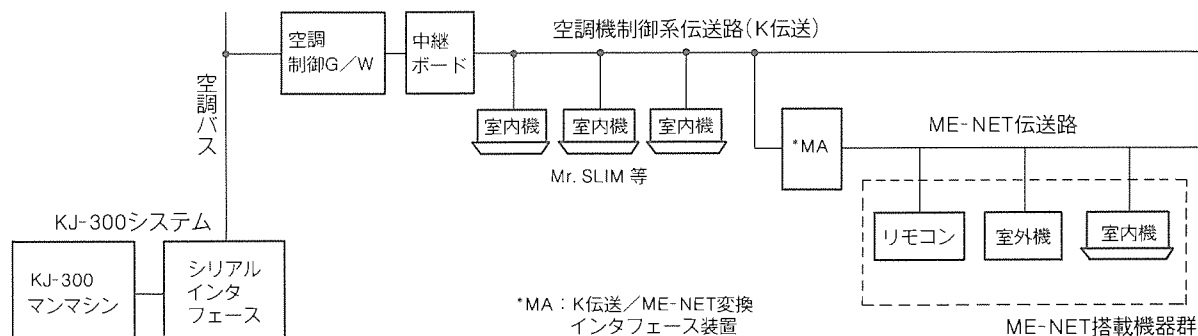 空調
制御G／W
中継
ボード
空調機制御系伝送路（K伝送）
空調バス
室内機
室内機
室内機
Mr. SLIM 等
*MA
ME-NET伝送路
リモコン
室外機
室内機
ME-NET搭載機器群
KJ-300システム
KJ-300
マンマシン
シリアル
インタ
フェース
*MA：K伝送／ME-NET変換
インタフェース装置